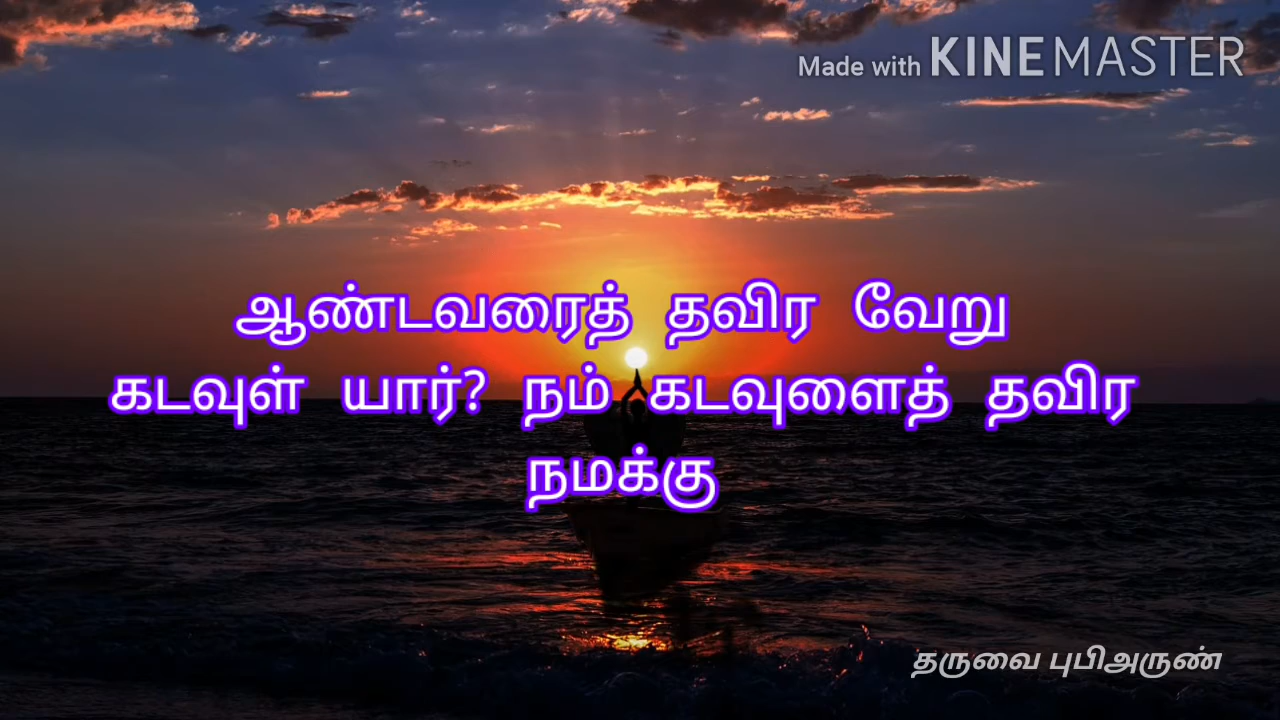 Made with KINEMASTER
ஆண்டவரைத் தவிர வேறு
கடவுள் யார்? நம் கடவுளைத் தவிர
நமக்கு
தருவை புபிஅருண்